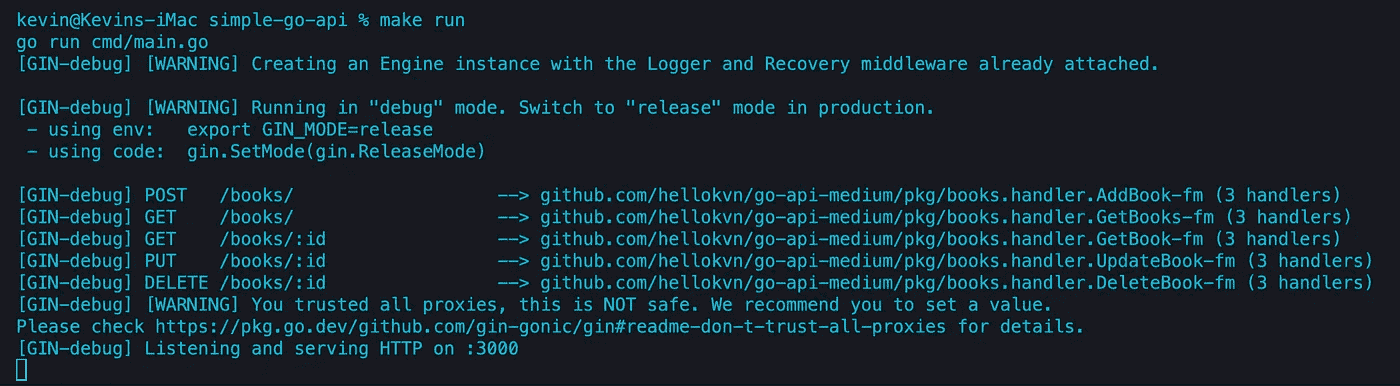 kevin@Kevins-iMac simple-go-api % make run
go run cmd/main.go
[GIN-debug] [WARNING] Creating an Engine instance with the Logger and Recovery middleware already attached.
[GIN-debug] [WARNING] Running in "debug" mode. Switch to "release" mode in production.
 - using env:   export GIN_MODE=release
 - using code:  gin.SetMode(gin.ReleaseMode)
[GIN-debug] POST   /books/                   --> github.com/hellokvn/go-api-medium/pkg/books.handler.AddBook-fm (3 handlers)
[GIN-debug] GET    /books/                   --> github.com/hellokvn/go-api-medium/pkg/books.handler.GetBooks-fm (3 handlers)
[GIN-debug] GET    /books/:id                --> github.com/hellokvn/go-api-medium/pkg/books.handler.GetBook-fm (3 handlers)
[GIN-debug] PUT    /books/:id                --> github.com/hellokvn/go-api-medium/pkg/books.handler.UpdateBook-fm (3 handlers)
[GIN-debug] DELETE /books/:id                --> github.com/hellokvn/go-api-medium/pkg/books.handler.DeleteBook-fm (3 handlers)
[GIN-debug] [WARNING] You trusted all proxies, this is NOT safe. We recommend you to set a value.
Please check https://pkg.go.dev/github.com/gin-gonic/gin#readme-don-t-trust-all-proxies for details.
[GIN-debug] Listening and serving HTTP on :3000